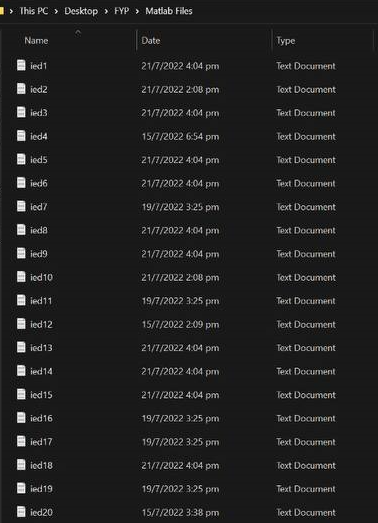 This PC > Desktop > FYP > Matlab Files
Name Date Type
ied1 21/7/2022 4:04 pm Text Document
ied2 21/7/2022 2:08 pm Text Document
ied3 21/7/2022 4:04 pm Text Document
ied4 15/7/2022 6:54 pm Text Document
ied5 21/7/2022 4:04 pm Text Document
ied6 21/7/2022 4:04 pm Text Document
ied7 19/7/2022 3:25 pm Text Document
ied8 21/7/2022 4:04 pm Text Document
ied9 21/7/2022 4:04 pm Text Document
ied10 21/7/2022 2:08 pm Text Document
ied11 19/7/2022 3:25 pm Text Document
ied12 15/7/2022 2:09 pm Text Document
ied13 21/7/2022 4:04 pm Text Document
ied14 21/7/2022 4:04 pm Text Document
ied15 21/7/2022 4:04 pm Text Document
ied16 19/7/2022 3:25 pm Text Document
ied17 19/7/2022 3:25 pm Text Document
ied18 21/7/2022 4:04 pm Text Document
ied19 19/7/2022 3:25 pm Text Document
ied20 15/7/2022 3:38 pm Text Document